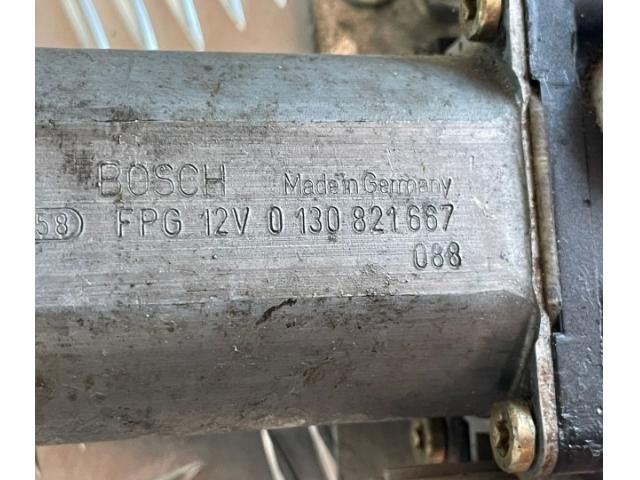 BOSCH Made in Germany
58) FPG 12V 0 130 821 667
088